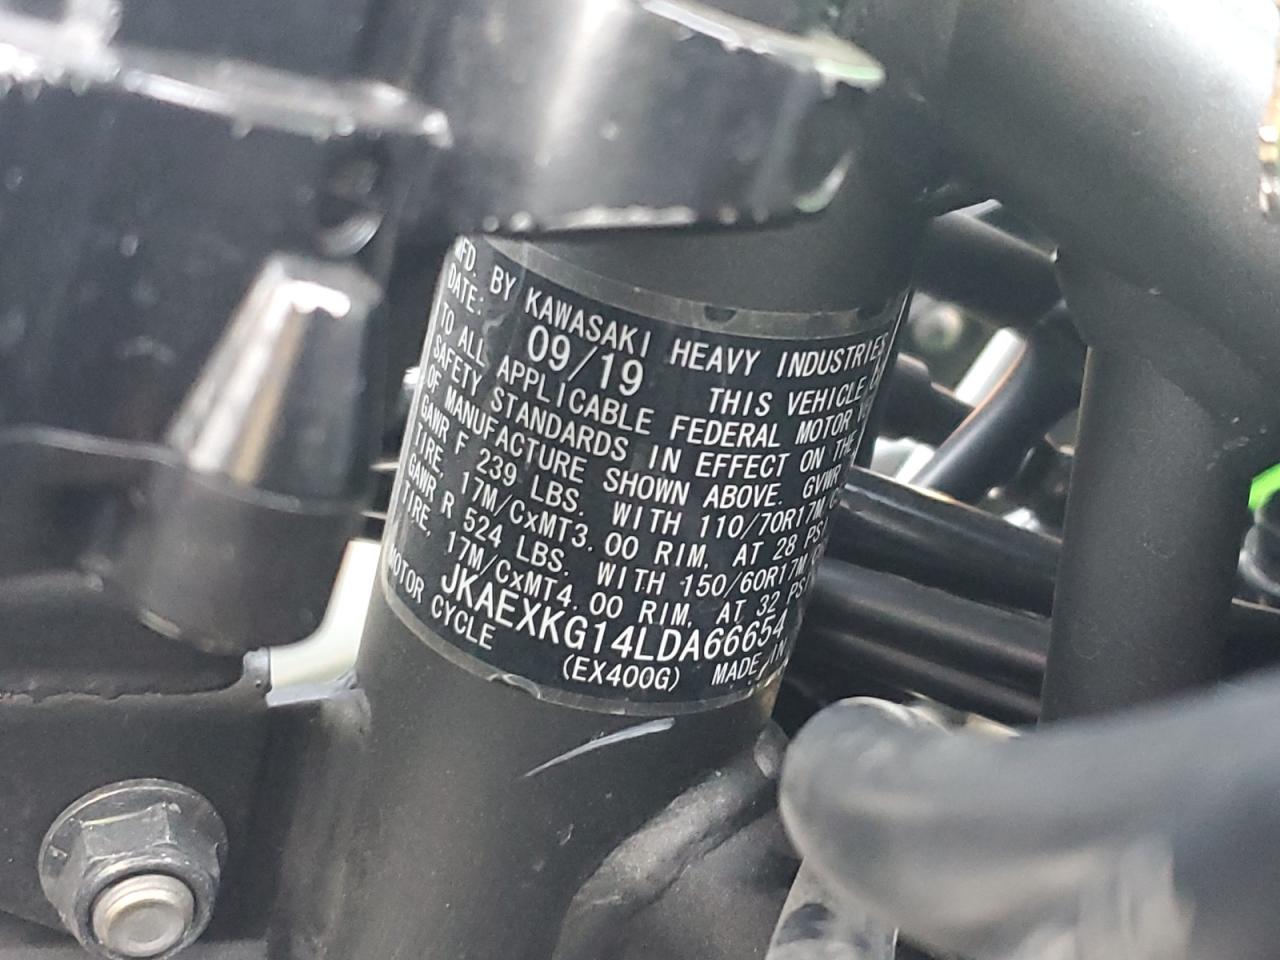 MFD. BY KAWASAKI HEAVY INDUSTRIES
DATE: 09/19 THIS VEHICLE
TO ALL APPLICABLE FEDERAL MOTOR
SAFETY STANDARDS IN EFFECT ON THE
OF MANUFACTURE SHOWN ABOVE. GVWR
GAWR F 239 LBS. WITH 110/70R17M/C
TIRE, 17M/CxMT3.00 RIM, AT 28 PSI
GAWR R 524 LBS. WITH 150/60R17M/C
TIRE, 17M/CxMT4.00 RIM, AT 32 PSI
JKAEXKG14LDA66654
MOTOR CYCLE (EX400G) MADE IN